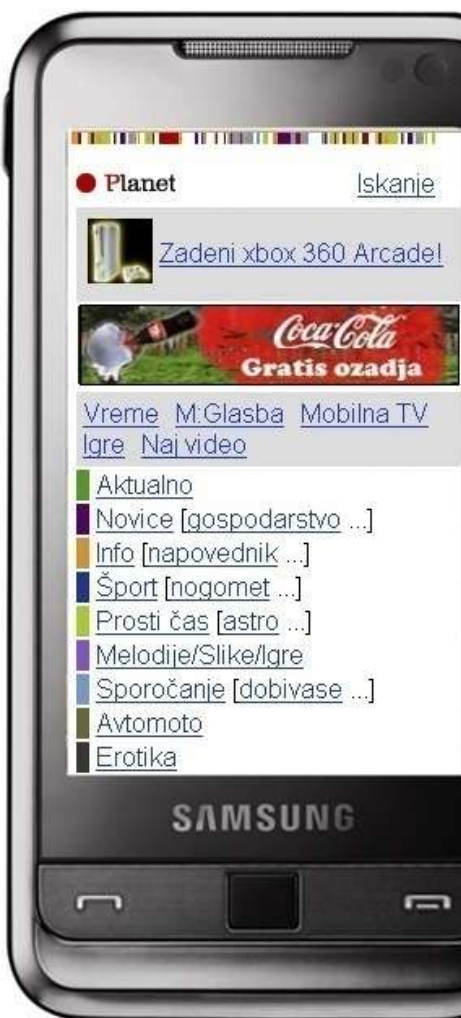 Planet Iskanje
Zadeni xbox 360 Arcade!
Coca-Cola
Gratis ozadja
Vreme M:Glasba Mobilna TV
Igre Naj video
Aktualno
Novice [gospodarstvo ...]
Info [napovednik ...]
Šport [nogomet ...]
Prosti čas [astro ...]
Melodije/Slike/Igre
Sporočanje [dobivase ...]
Avtomoto
Erotika
SAMSUNG